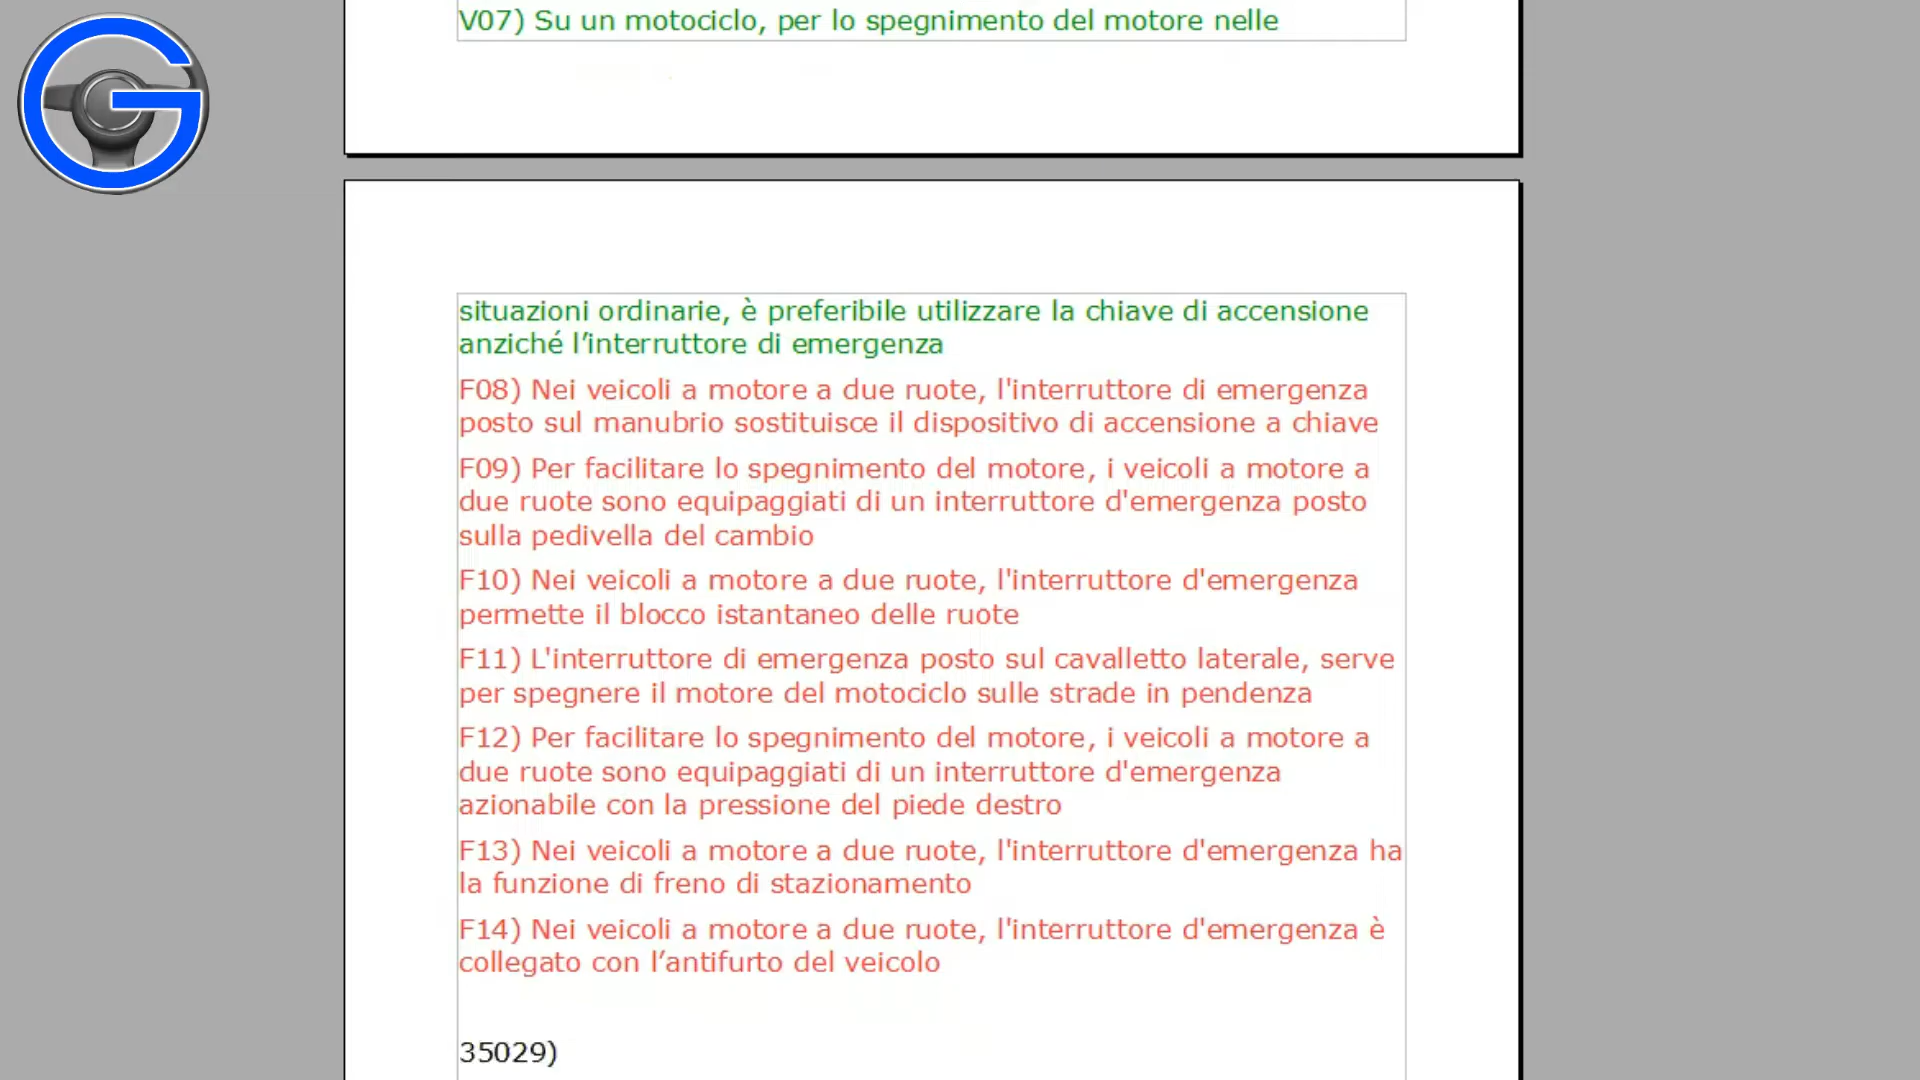 V07) Su un motociclo, per lo spegnimento del motore nelle
situazioni ordinarie, è preferibile utilizzare la chiave di accensione
anziché l’interruttore di emergenza
F08) Nei veicoli a motore a due ruote, l'interruttore di emergenza
posto sul manubrio sostituisce il dispositivo di accensione a chiave
F09) Per facilitare lo spegnimento del motore, i veicoli a motore a
due ruote sono equipaggiati di un interruttore d'emergenza posto
sulla pedivella del cambio
F10) Nei veicoli a motore a due ruote, l'interruttore d'emergenza
permette il blocco istantaneo delle ruote
F11) L'interruttore di emergenza posto sul cavalletto laterale, serve
per spegnere il motore del motociclo sulle strade in pendenza
F12) Per facilitare lo spegnimento del motore, i veicoli a motore a
due ruote sono equipaggiati di un interruttore d'emergenza
azionabile con la pressione del piede destro
F13) Nei veicoli a motore a due ruote, l'interruttore d'emergenza ha
la funzione di freno di stazionamento
F14) Nei veicoli a motore a due ruote, l'interruttore d'emergenza è
collegato con l’antifurto del veicolo
35029)
G